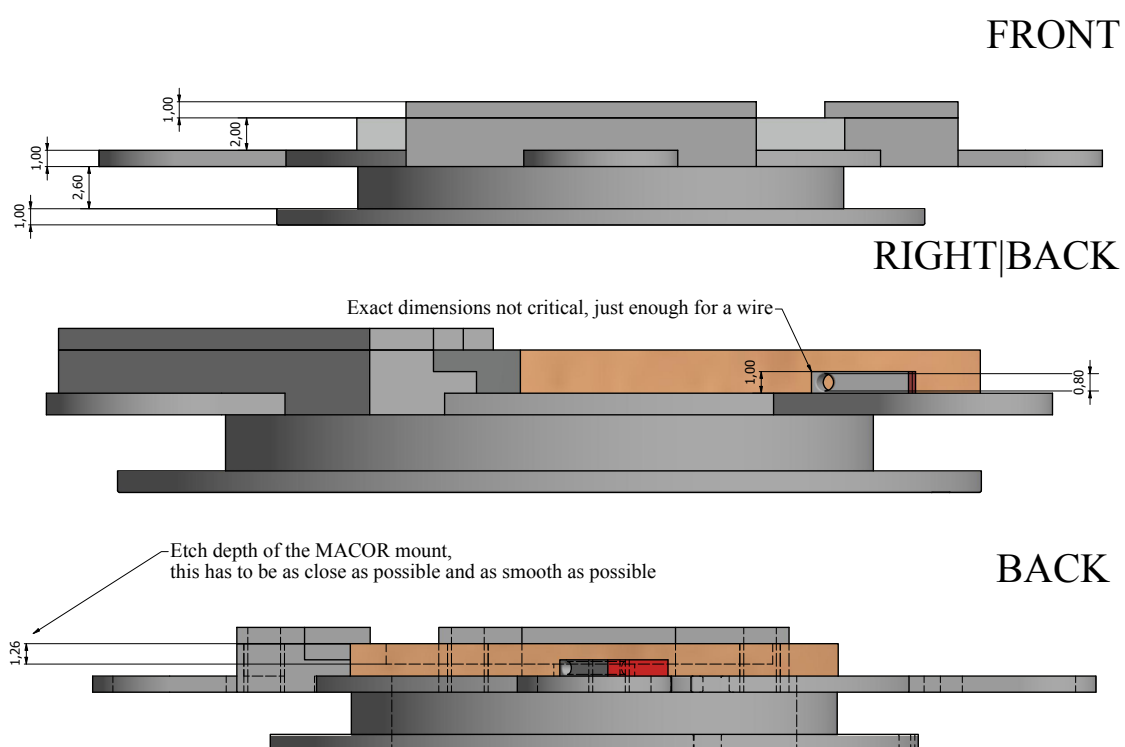 FRONT
1,00
2,00
1,00
2,60
1,00
RIGHT|BACK
Exact dimensions not critical, just enough for a wire
1,00
0,80
Etch depth of the MACOR mount,
this has to be as close as possible and as smooth as possible
BACK
1,26